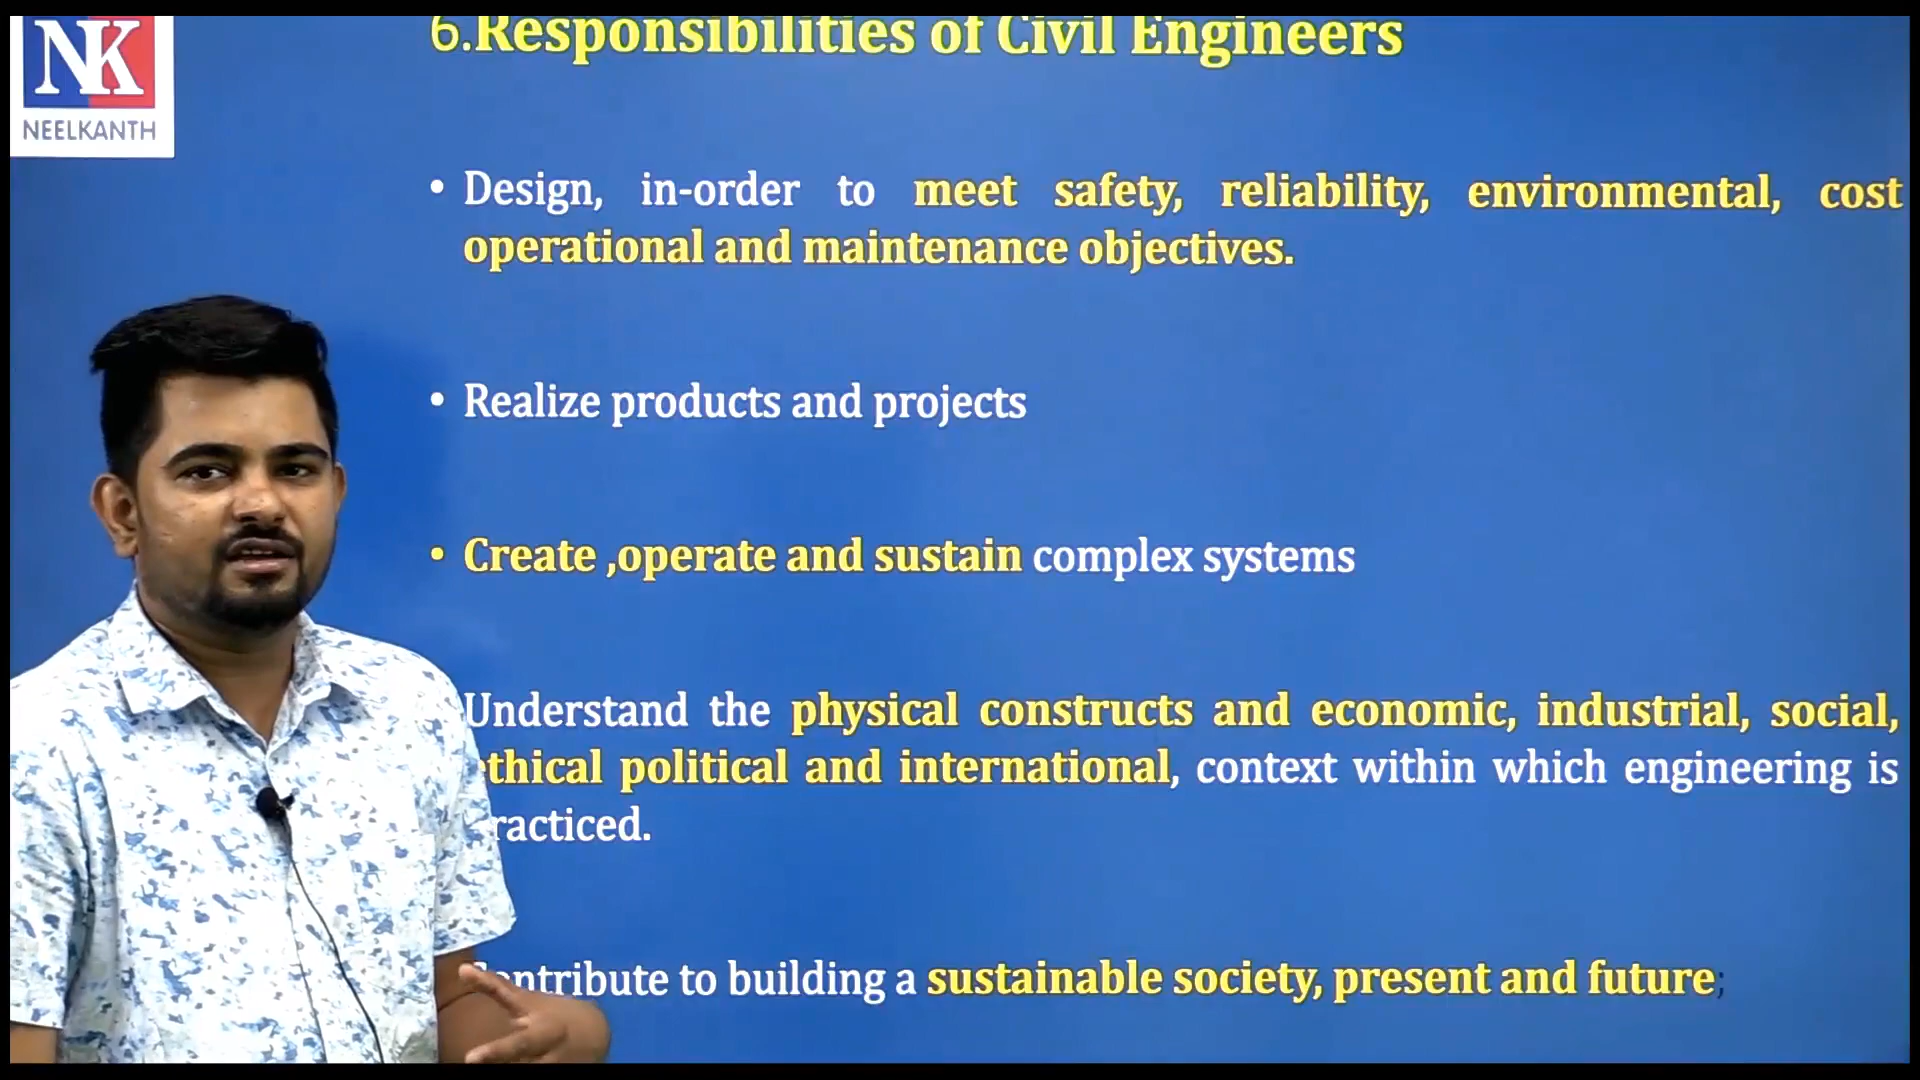 NK
NEELKANTH
6.Responsibilities of Civil Engineers
• Design, in-order to meet safety, reliability, environmental, cost
operational and maintenance objectives.
• Realize products and projects
• Create ,operate and sustain complex systems
Understand the physical constructs and economic, industrial, social,
thical political and international, context within which engineering is
racticed.
ontribute to building a sustainable society, present and future;